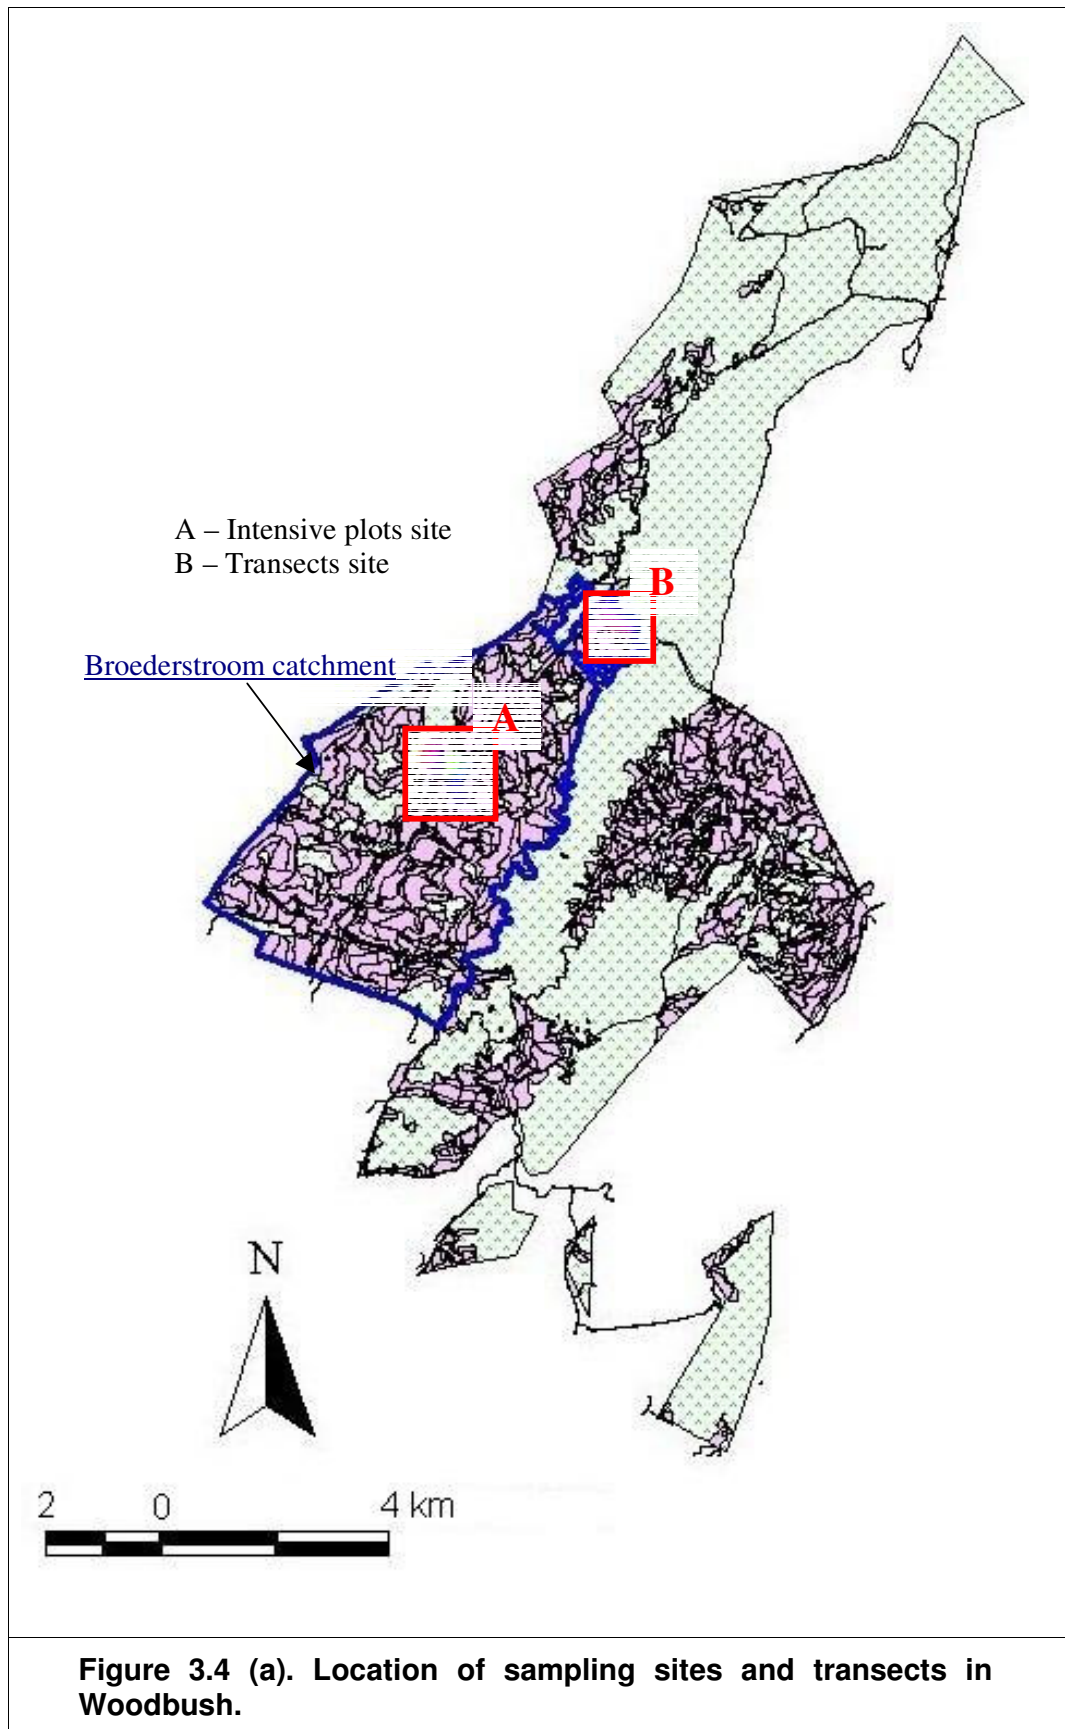 A – Intensive plots site
B – Transects site
B
Broederstroom catchment
A
N
2 0 4 km
Figure 3.4 (a). Location of sampling sites and transects in
Woodbush.